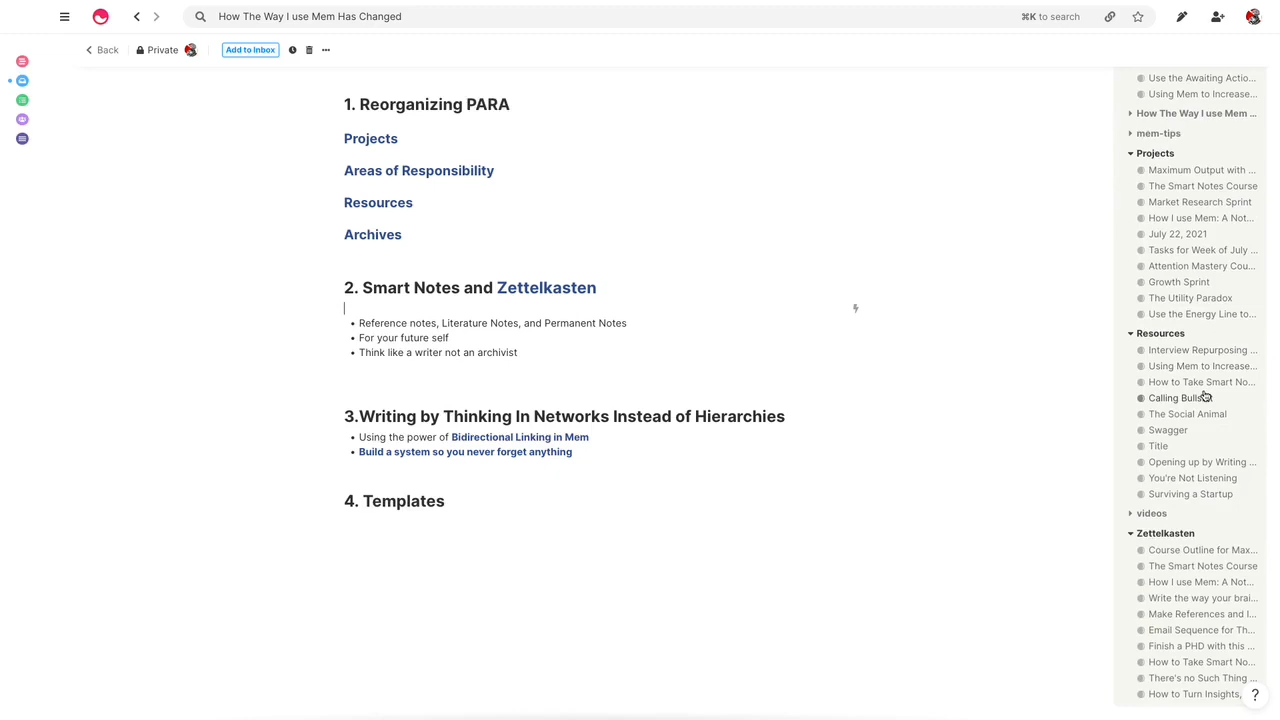 How The Way I use Mem Has Changed
⌘K to search
Back
Private
Add to Inbox
1. Reorganizing PARA
Projects
Areas of Responsibility
Resources
Archives
2. Smart Notes and Zettelkasten
• Reference notes, Literature Notes, and Permanent Notes
• For your future self
• Think like a writer not an archivist
3.Writing by Thinking In Networks Instead of Hierarchies
• Using the power of Bidirectional Linking in Mem
• Build a system so you never forget anything
4. Templates
Use the Awaiting Actio...
Using Mem to Increase...
How The Way I use Mem ...
mem-tips
Projects
Maximum Output with ...
The Smart Notes Course
Market Research Sprint
How I use Mem: A Not...
July 22, 2021
Tasks for Week of July ...
Attention Mastery Cou...
Growth Sprint
The Utility Paradox
Use the Energy Line to...
Resources
Interview Repurposing ...
Using Mem to Increase...
How to Take Smart No...
Calling
The Social Animal
Swagger
Title
Opening up by Writing ...
You're Not Listening
Surviving a Startup
videos
Zettelkasten
Course Outline for Max...
The Smart Notes Course
How I use Mem: A Not...
Write the way your brai...
Make References and I...
Email Sequence for Th...
Finish a PHD with this ...
How to Take Smart No...
There's no Such Thing ...
How to Turn Insights,
?